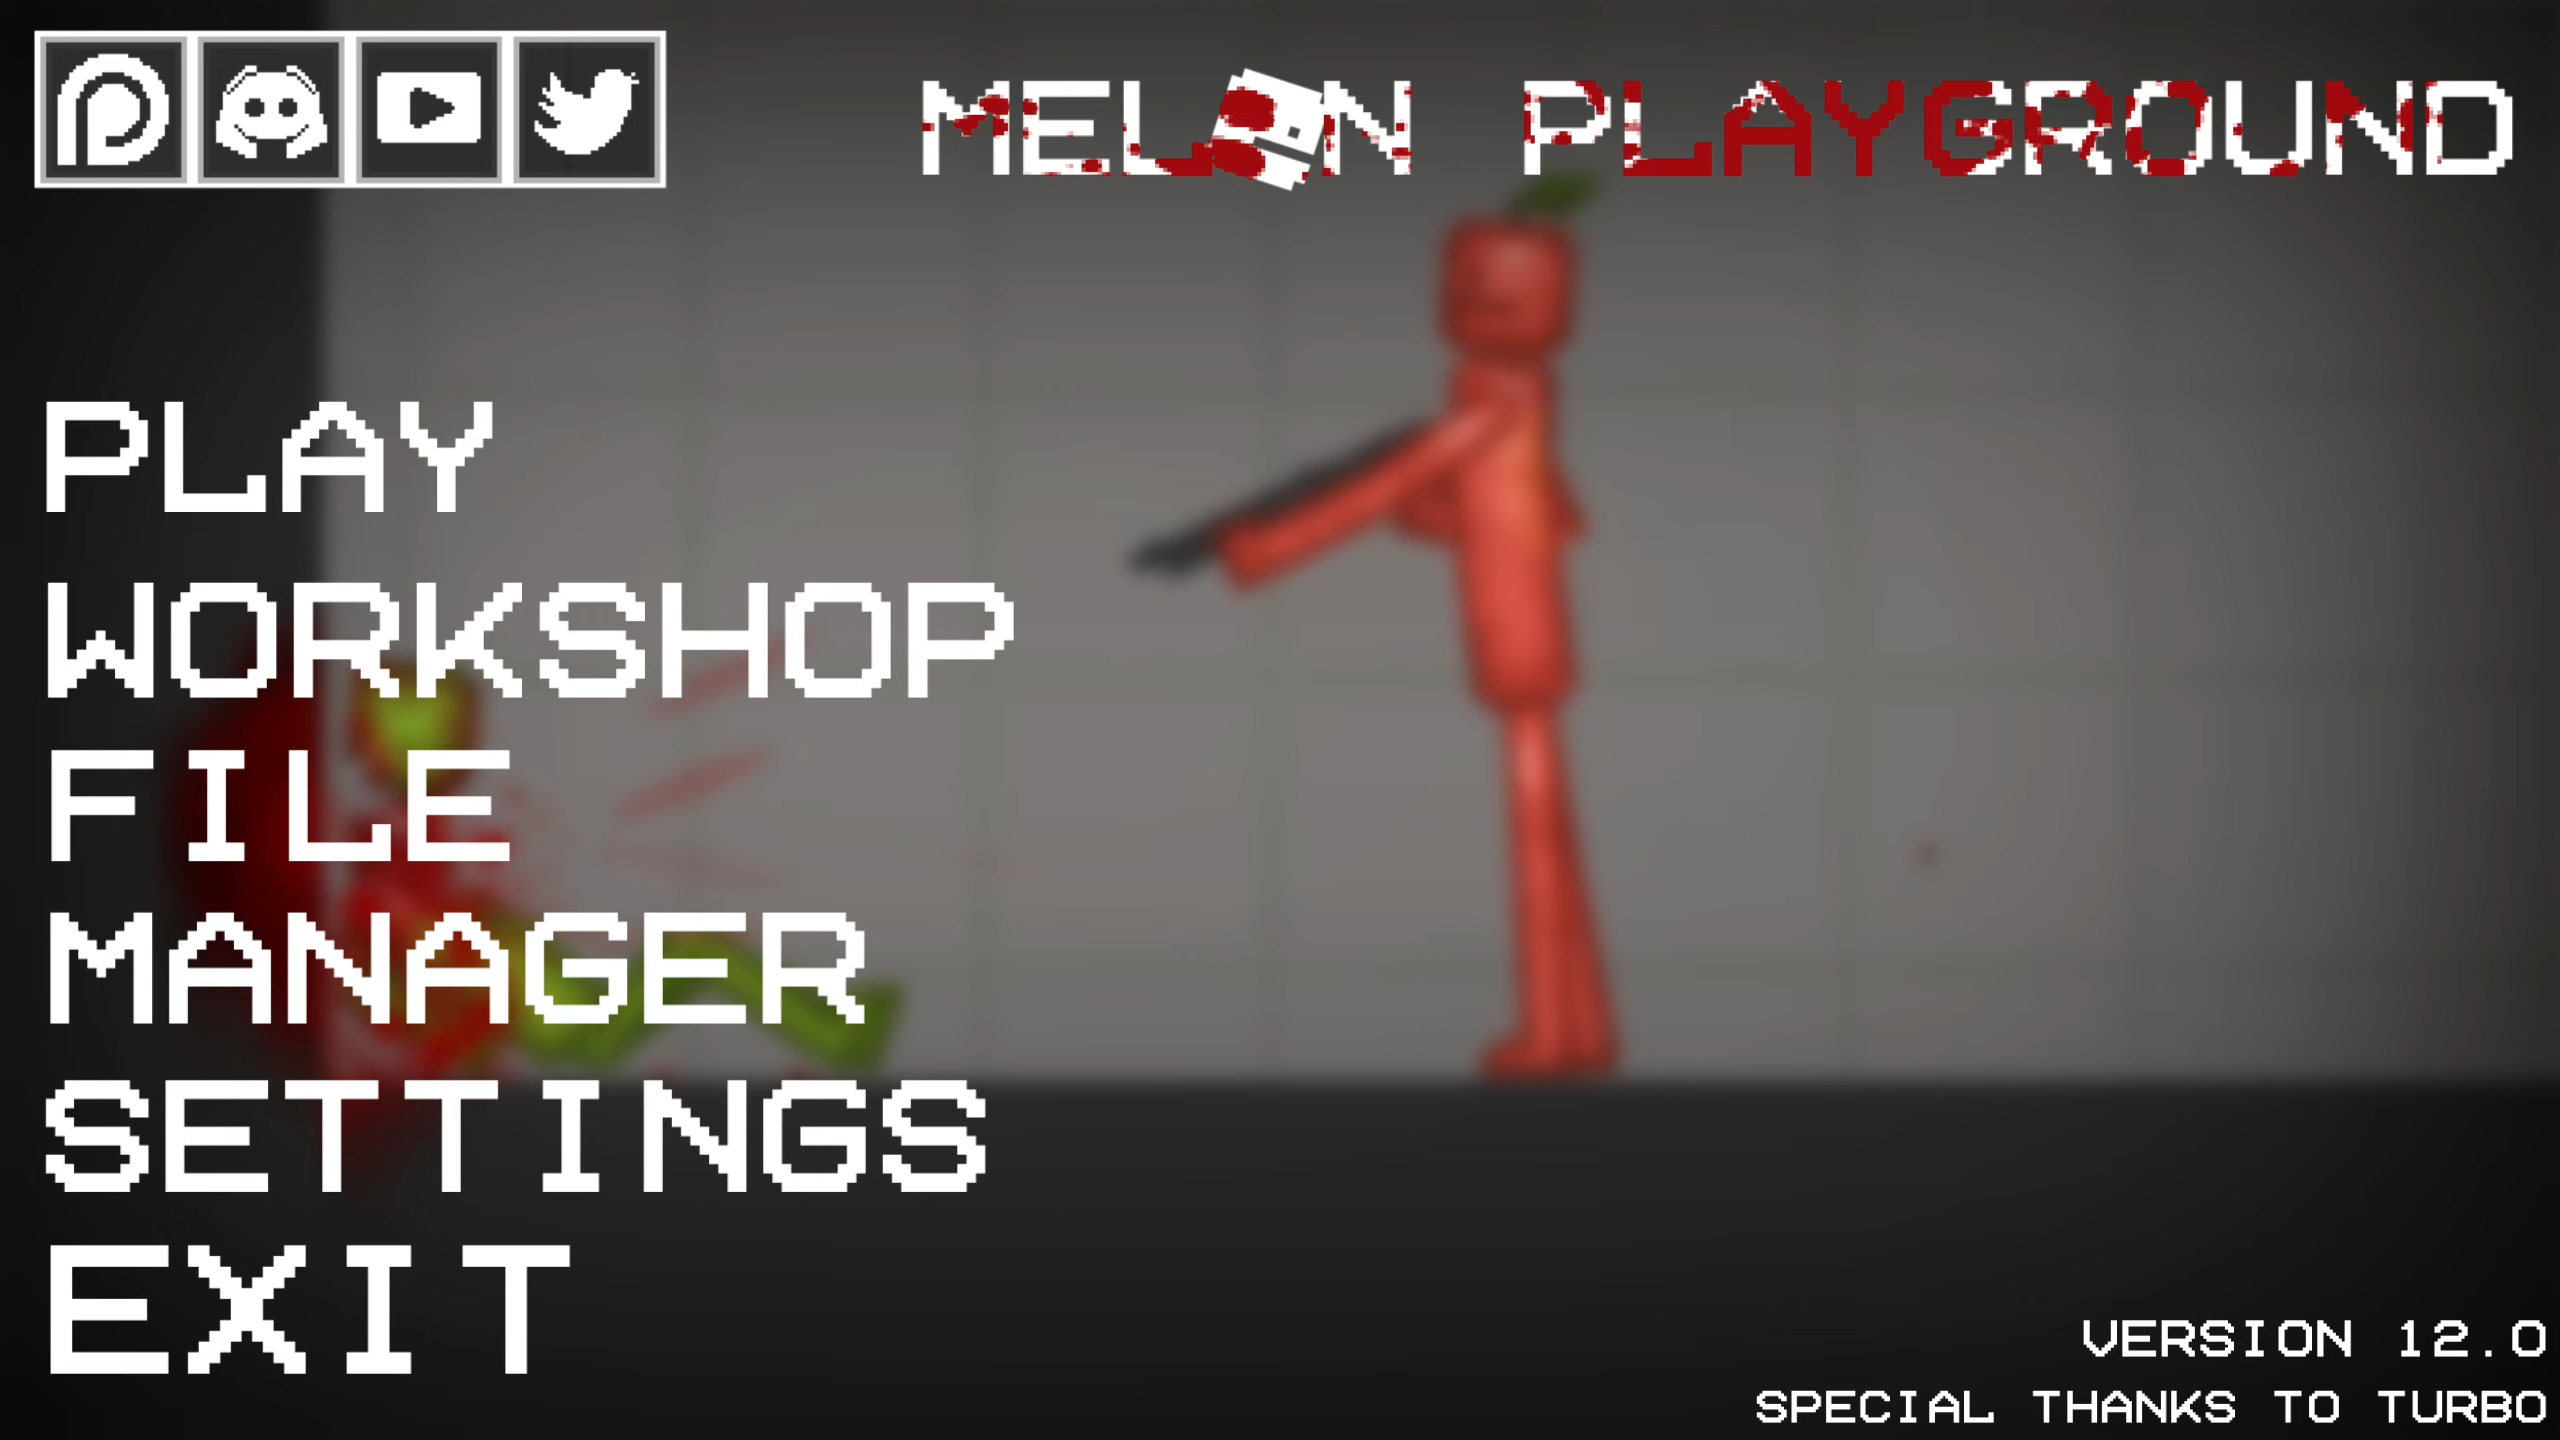 MELON PLAYGROUND
PLAY
WORKSHOP
FILE
MANAGER
SETTINGS
EXIT
VERSION 12.0
SPECIAL THANKS TO TURBO